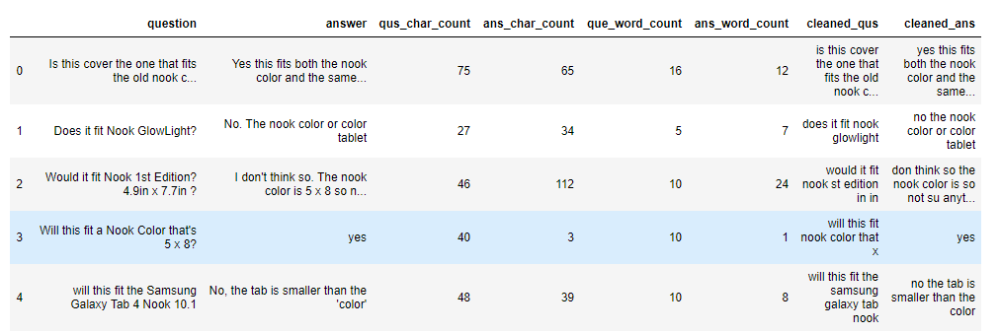 question answer qus_char_count ans_char_count que_word_count ans_word_count cleaned_qus cleaned_ans
0
Is this cover the one that fits
the old nook c...
Yes this fits both the nook
color and the same...
75 65 16 12
is this cover
the one that
fits the old
nook c...
yes this fits
both the nook
color and the
same...
1
Does it fit Nook GlowLight?
No. The nook color or color
tablet
27 34 5 7
does it fit nook
glowlight
no the nook
color or color
tablet
2
Would it fit Nook 1st Edition?
4.9in x 7.7in ?
I don't think so. The nook
color is 5 x 8 so n...
46 112 10 24
would it fit
nook st edition
in in
don think so the
nook color is so
not su anyt...
3
Will this fit a Nook Color that's
5 x 8?
yes
40 3 10 1
will this fit
nook color that
x
yes
4
will this fit the Samsung
Galaxy Tab 4 Nook 10.1
No, the tab is smaller than the
'color'
48 39 10 8
will this fit the
samsung
galaxy tab
nook
no the tab is
smaller than the
color